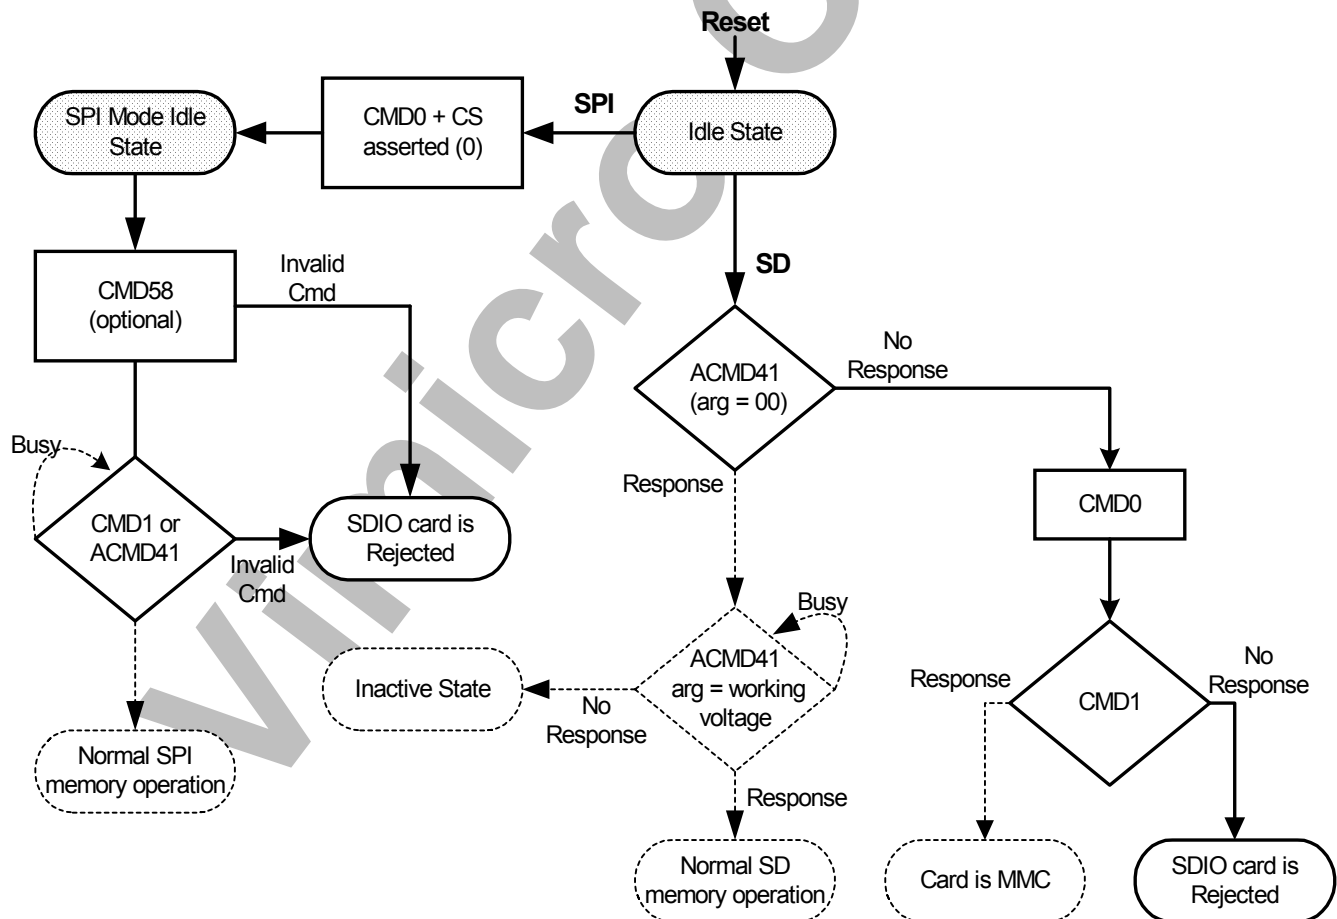 Reset
SPI Mode Idle
State
CMD0 + CS
asserted (0)
SPI
Idle State
CMD58
(optional)
Invalid
Cmd
SD
ACMD41
(arg = 00)
No
Response
Busy
CMD1 or
ACMD41
Invalid
Cmd
SDIO card is
Rejected
Response
CMD0
Busy
Inactive State
No
Response
ACMD41
arg = working
voltage
Response
CMD1
No
Response
Normal SPI
memory operation
Response
Normal SD
memory operation
Card is MMC
SDIO card is
Rejected
Vimicro